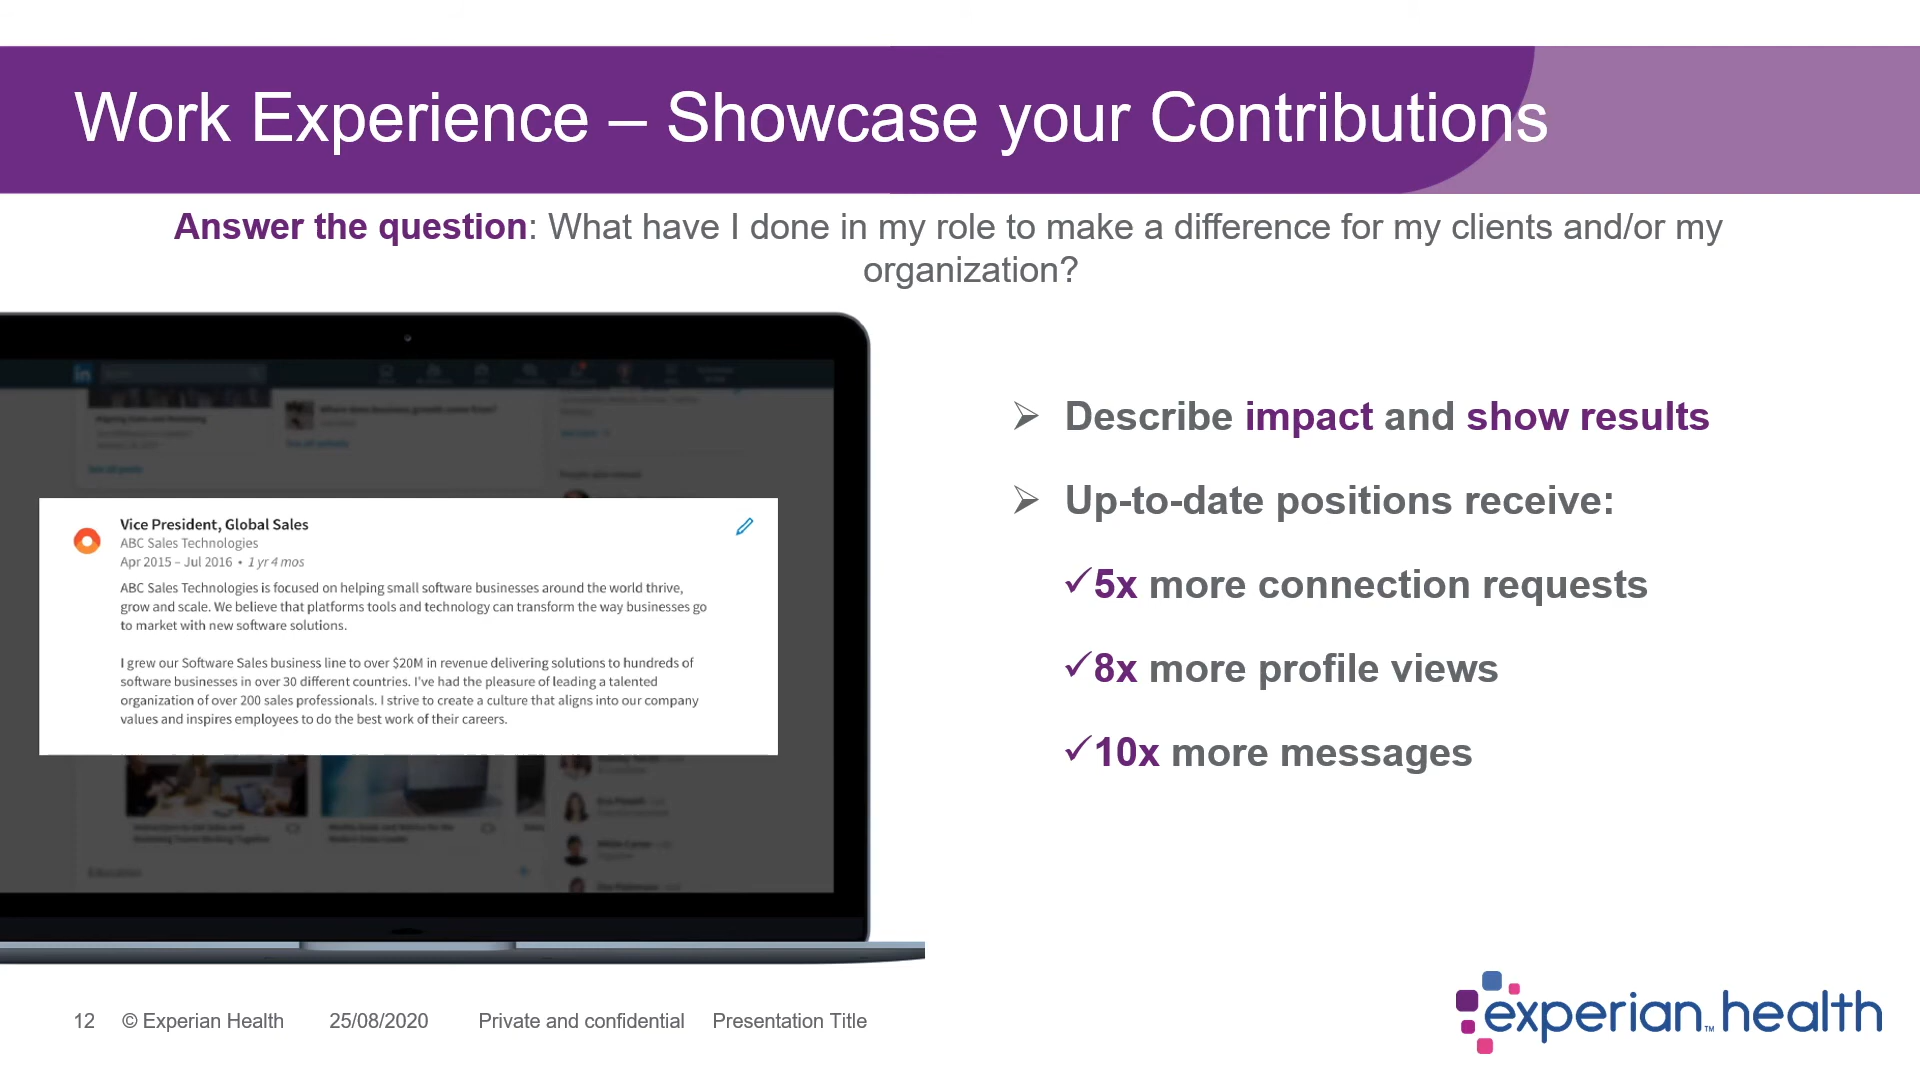 Work Experience – Showcase your Contributions
Answer the question: What have I done in my role to make a difference for my clients and/or my
organization?
in
Vice President, Global Sales
ABC Sales Technologies
Apr 2015 – Jul 2016 • 1 yr 4 mos
ABC Sales Technologies is focused on helping small software businesses around the world thrive,
grow and scale. We believe that platforms tools and technology can transform the way businesses go
to market with new software solutions.
I grew our Software Sales business line to over $20M in revenue delivering solutions to hundreds of
software businesses in over 30 different countries. I've had the pleasure of leading a talented
organization of over 200 sales professionals. I strive to create a culture that aligns into our company
values and inspires employees to do the best work of their careers.
Education
➢ Describe impact and show results
➢ Up-to-date positions receive:
✓5x more connection requests
✓8x more profile views
✓10x more messages
12 © Experian Health 25/08/2020 Private and confidential Presentation Title
experian™ health